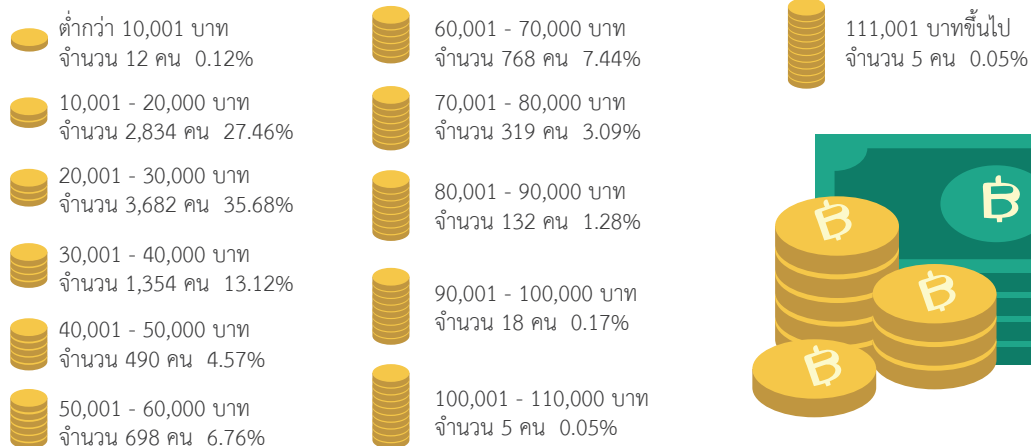 ต่ำกว่า 10,001 บาท
จำนวน 12 คน 0.12%
10,001 - 20,000 บาท
จำนวน 2,834 คน 27.46%
20,001 - 30,000 บาท
จำนวน 3,682 คน 35.68%
30,001 - 40,000 บาท
จำนวน 1,354 คน 13.12%
40,001 - 50,000 บาท
จำนวน 490 คน 4.57%
50,001 - 60,000 บาท
จำนวน 698 คน 6.76%
60,001 - 70,000 บาท
จำนวน 768 คน 7.44%
70,001 - 80,000 บาท
จำนวน 319 คน 3.09%
80,001 - 90,000 บาท
จำนวน 132 คน 1.28%
90,001 - 100,000 บาท
จำนวน 18 คน 0.17%
100,001 - 110,000 บาท
จำนวน 5 คน 0.05%
111,001 บาทขึ้นไป
จำนวน 5 คน 0.05%
฿
฿
฿
฿